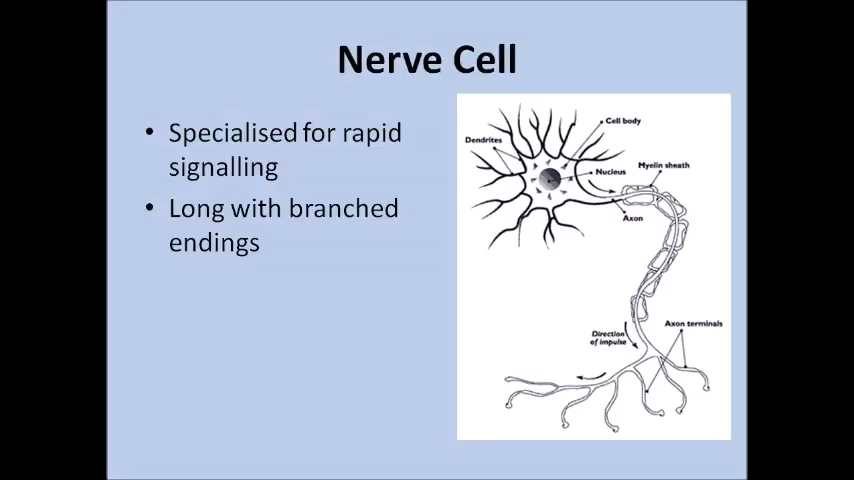 Nerve Cell
• Specialised for rapid
signalling
• Long with branched
endings
Cell body
Dendrites
Nucleus
Myelin sheath
Axon
Axon terminals
Direction
of impulse